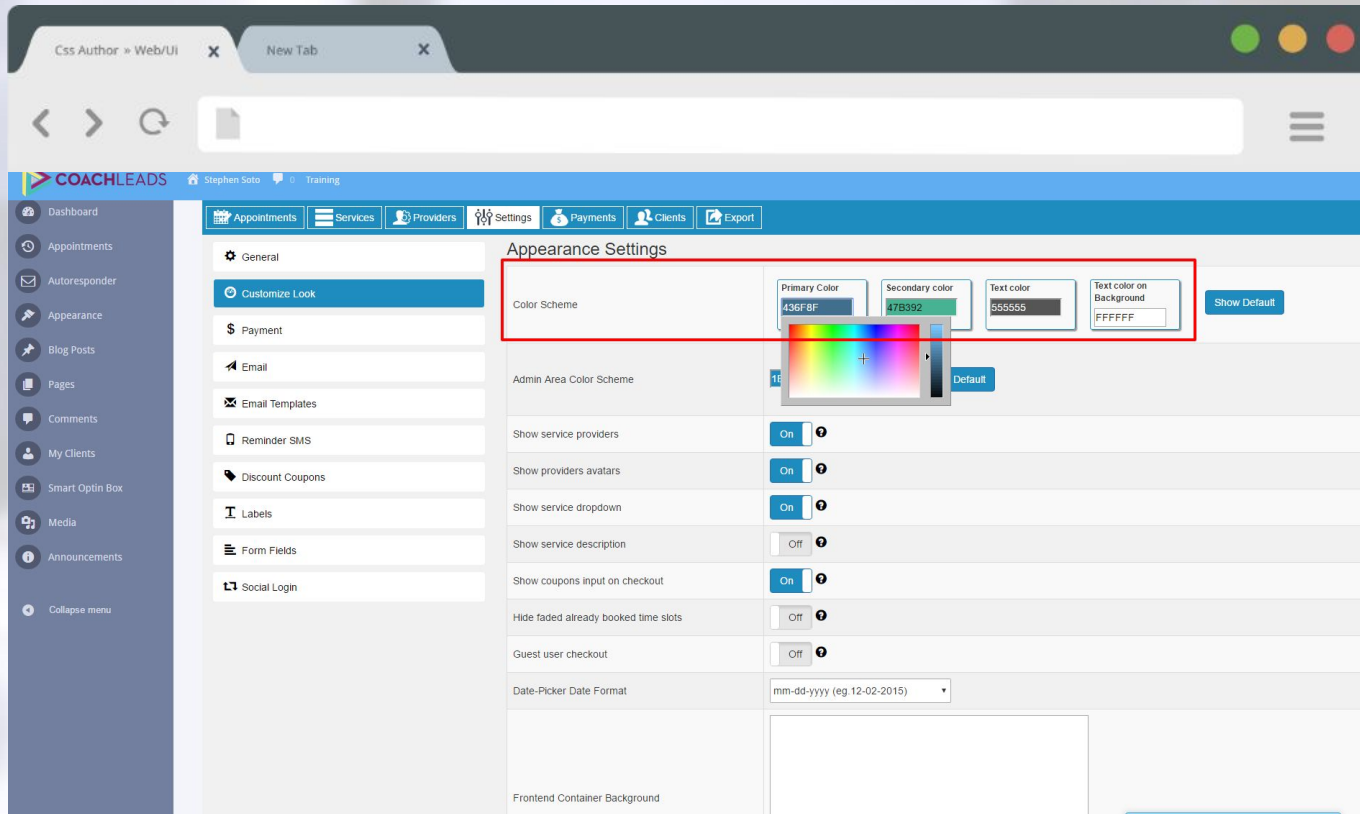 Css Author » Web/Ui
New Tab
COACHLEADS
Stephen Soto 0 Training
Dashboard
Appointments
Autoresponder
Appearance
Blog Posts
Pages
Comments
My Clients
Smart Optin Box
Media
Announcements
Collapse menu
Appointments Services Providers Settings Payments Clients Export
General
Customize Look
Payment
Email
Email Templates
Reminder SMS
Discount Coupons
Labels
Form Fields
Social Login
Appearance Settings
Color Scheme
Primary Color
436F8F
Secondary color
47B392
Text color
555555
Text color on
Background
FFFFFF
Show Default
Admin Area Color Scheme
Default
Show service providers On
Show providers avatars On
Show service dropdown On
Show service description Off
Show coupons input on checkout On
Hide faded already booked time slots Off
Guest user checkout Off
Date-Picker Date Format mm-dd-yyyy (eg.12-02-2015)
Frontend Container Background